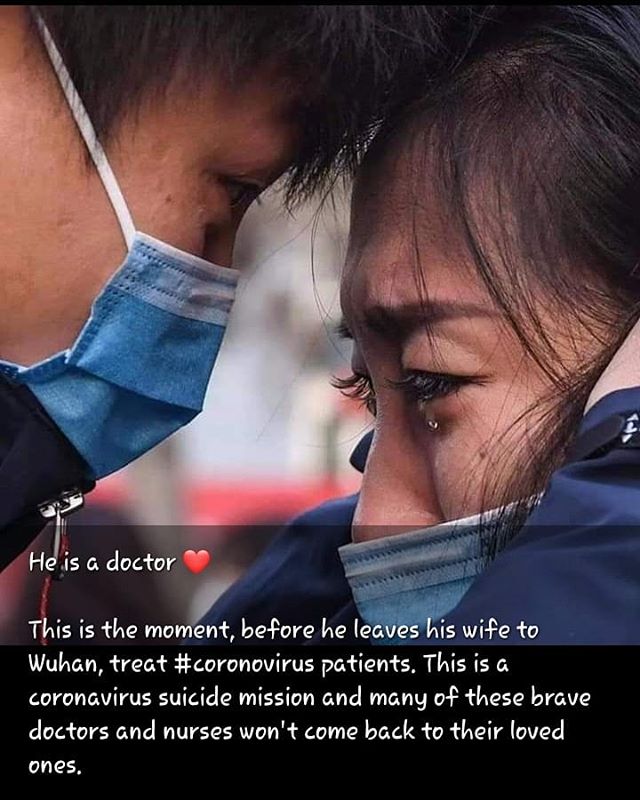 He is a doctor ❤️
This is the moment, before he leaves his wife to
Wuhan, treat #coronovirus patients. This is a
coronavirus suicide mission and many of these brave
doctors and nurses won't come back to their loved
ones.